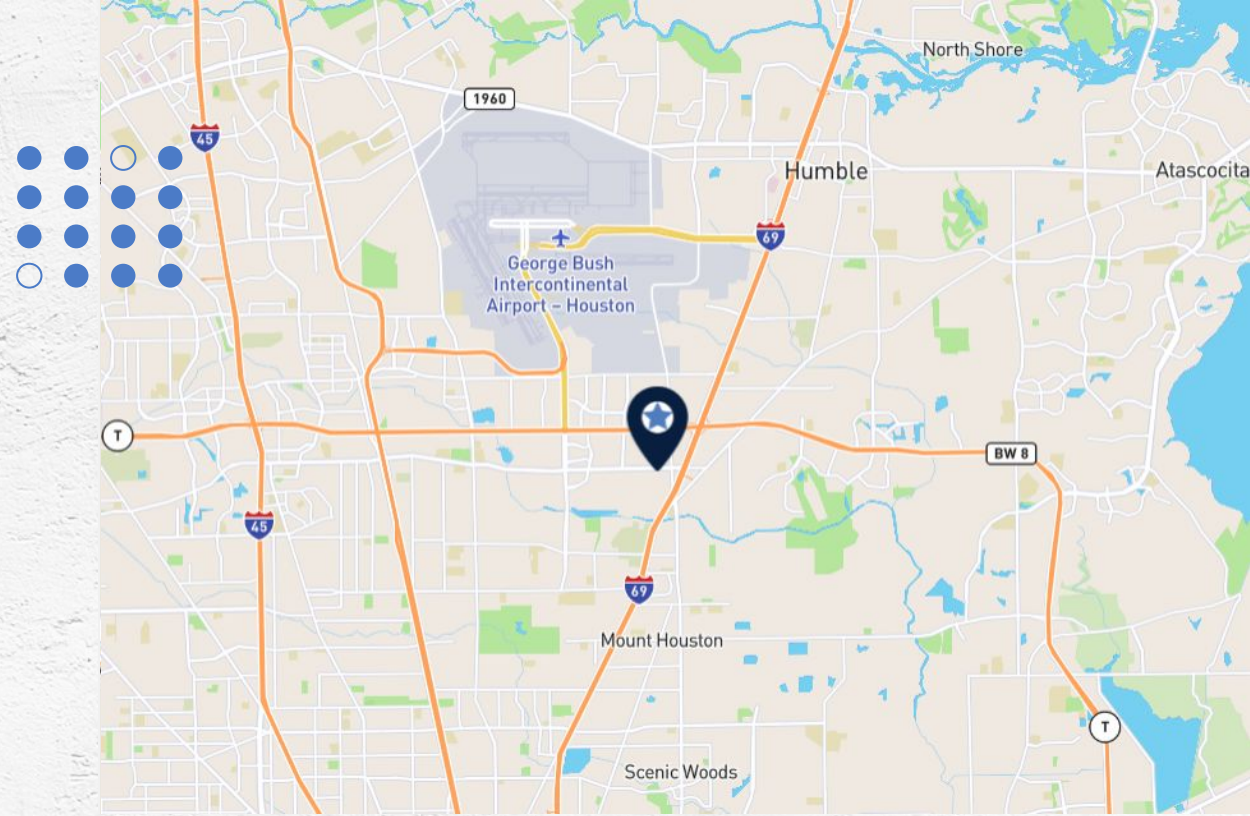 North Shore
1960
45
Humble
Atascocita
69
George Bush
Intercontinental
Airport – Houston
T
BW 8
45
69
Mount Houston
T
Scenic Woods